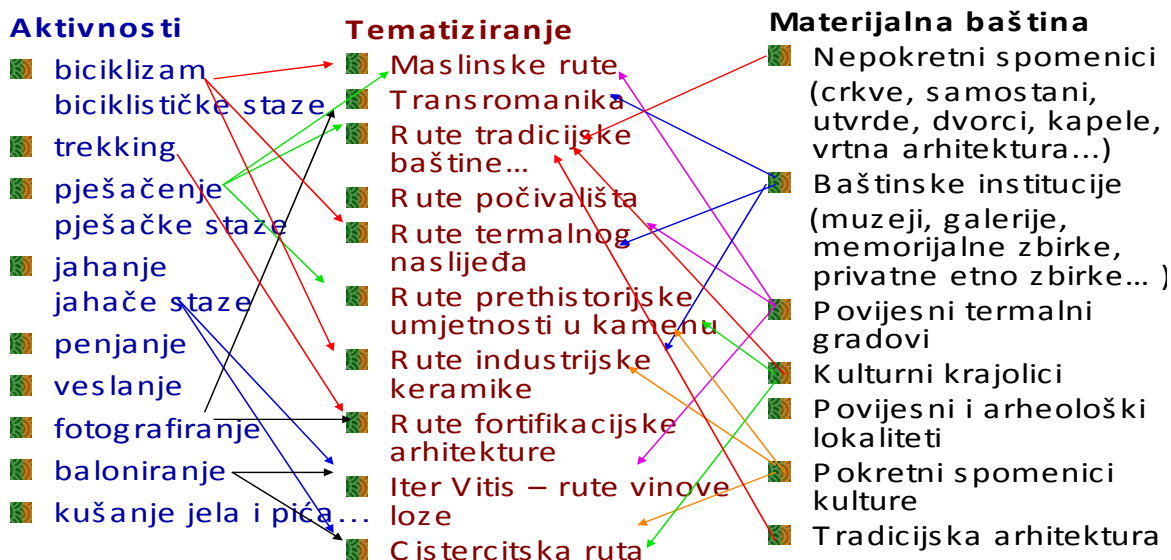 Aktivnosti
biciklizam
biciklističke staze
trekking
pješačenje
pješačke staze
jahanje
jahače staze
penjanje
veslanje
fotografiranje
baloniranje
kušanje jela i pića...
Tematiziranje
Maslinske rute
Transromanika
Rute tradicijske
baštine…
Rute počivališta
Rute termalnog
naslijeđa
Rute prethistorijske
umjetnosti u kamenu
Rute industrijske
keramike
Rute fortifikacijske
arhitekture
Iter Vitis – rute vinove
loze
Cistercitska ruta
Materijalna baština
Nepokretni spomenici
(crkve, samostani,
utvrde, dvorci, kapele,
vrtna arhitektura…)
Baštinske institucije
(muzeji, galerije,
memorijalne zbirke,
privatne etno zbirke… )
Povijesni termalni
gradovi
Kulturni krajolici
Povijesni i arheološki
lokaliteti
Pokretni spomenici
kulture
Tradicijska arhitektura